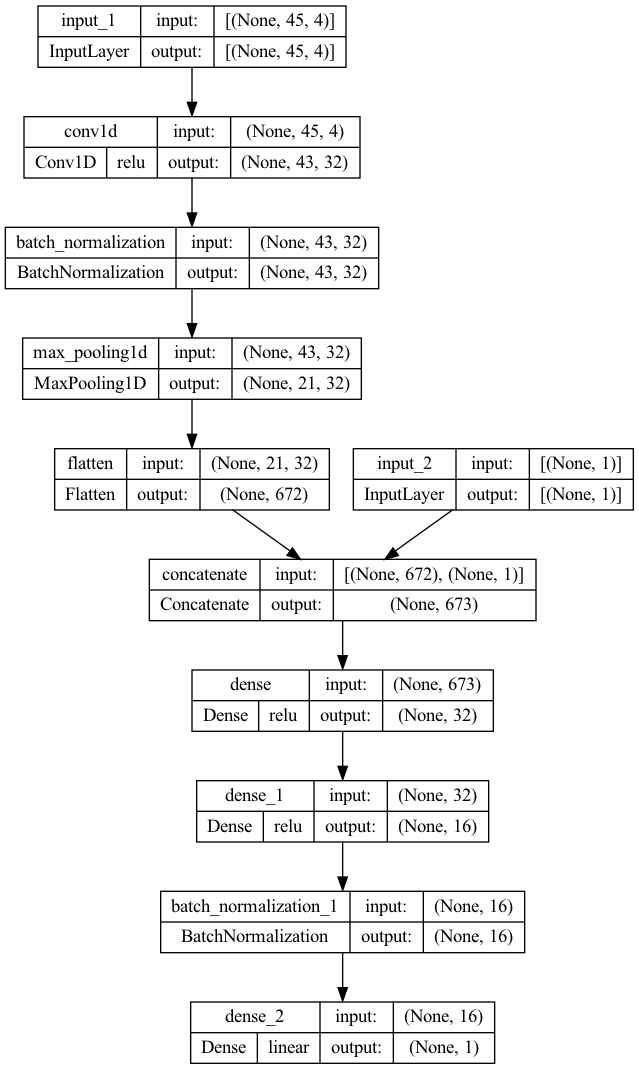 input_1 input: [(None, 45, 4)]
InputLayer output: [(None, 45, 4)]
conv1d input: (None, 45, 4)
Conv1D relu output: (None, 43, 32)
batch_normalization input: (None, 43, 32)
BatchNormalization output: (None, 43, 32)
max_pooling1d input: (None, 43, 32)
MaxPooling1D output: (None, 21, 32)
flatten input: (None, 21, 32)
Flatten output: (None, 672)
input_2 input: [(None, 1)]
InputLayer output: [(None, 1)]
concatenate input: [(None, 672), (None, 1)]
Concatenate output: (None, 673)
dense input: (None, 673)
Dense relu output: (None, 32)
dense_1 input: (None, 32)
Dense relu output: (None, 16)
batch_normalization_1 input: (None, 16)
BatchNormalization output: (None, 16)
dense_2 input: (None, 16)
Dense linear output: (None, 1)